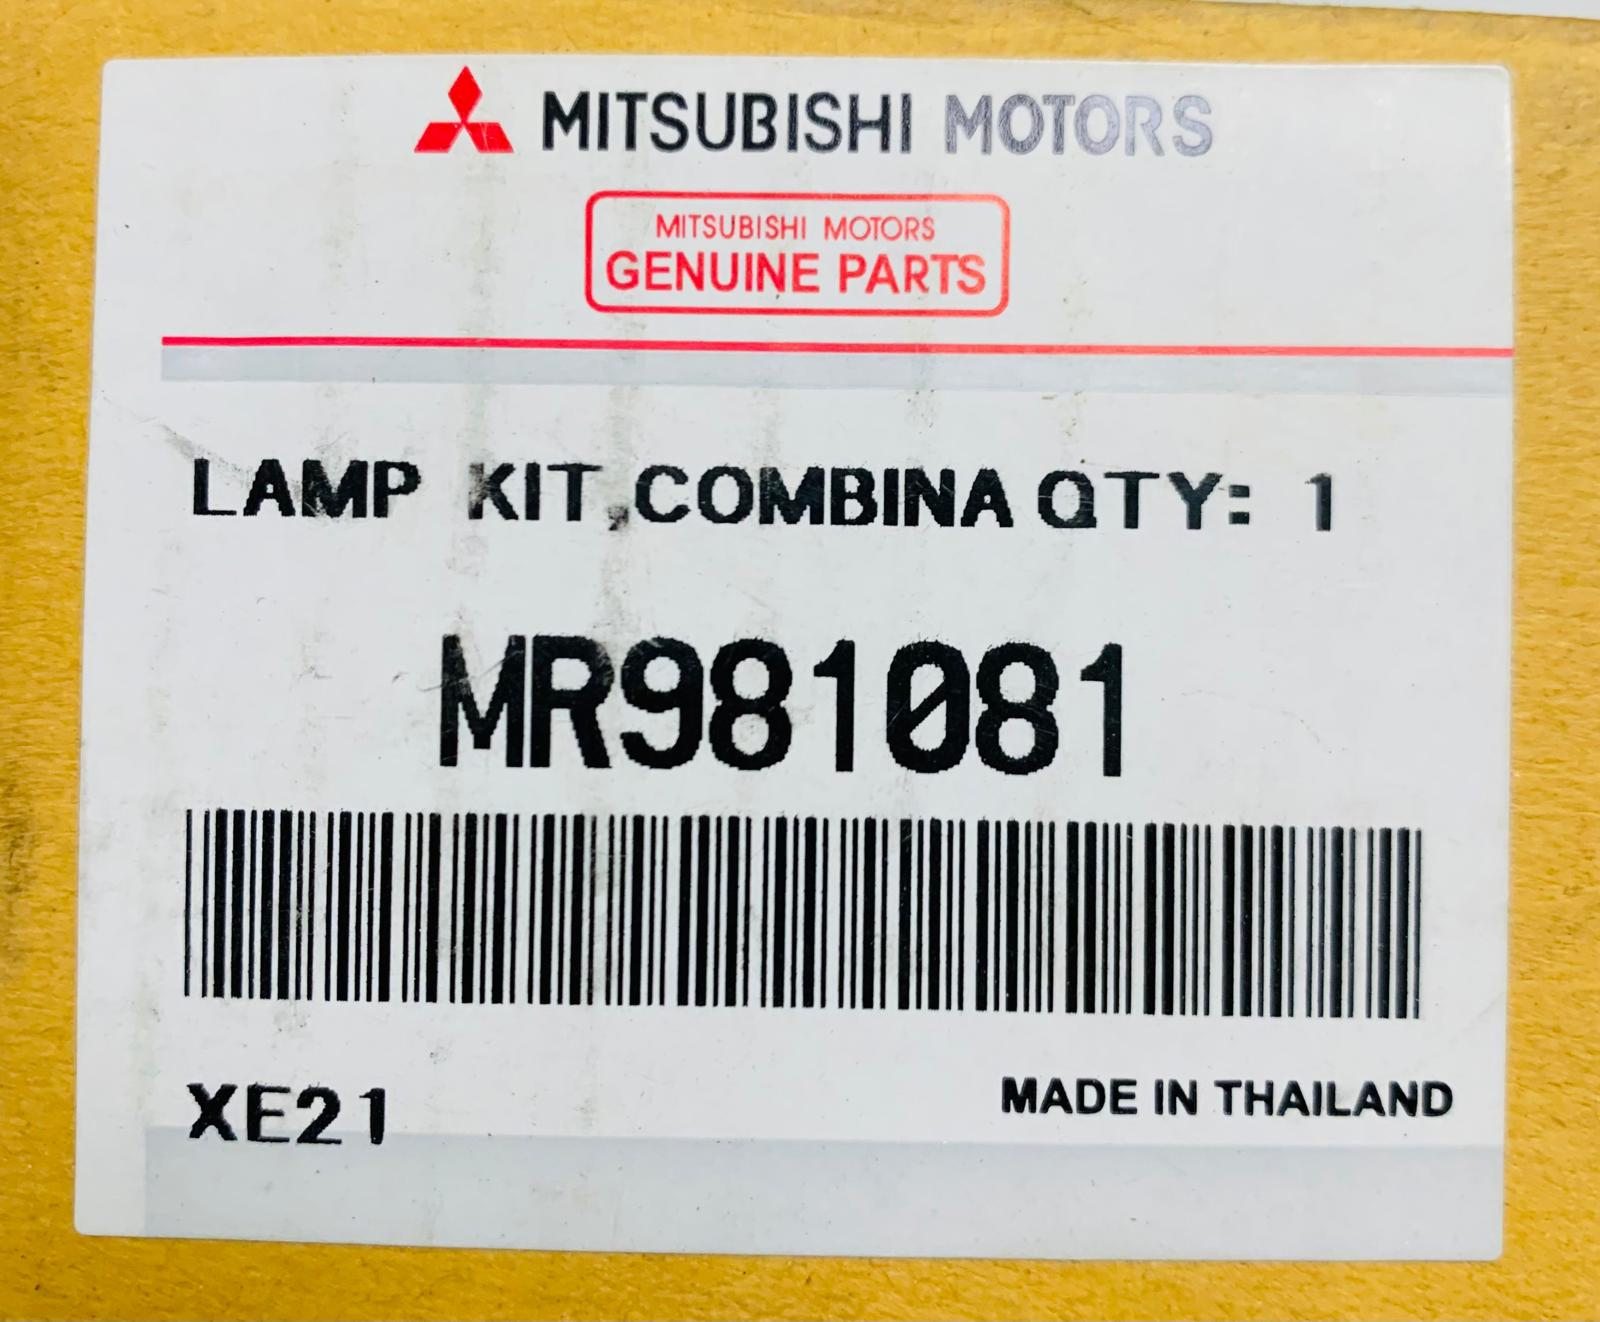 MITSUBISHI MOTORS
MITSUBISHI MOTORS
GENUINE PARTS
LAMP KIT,COMBINA QTY: 1
MR981081
XE21
MADE IN THAILAND